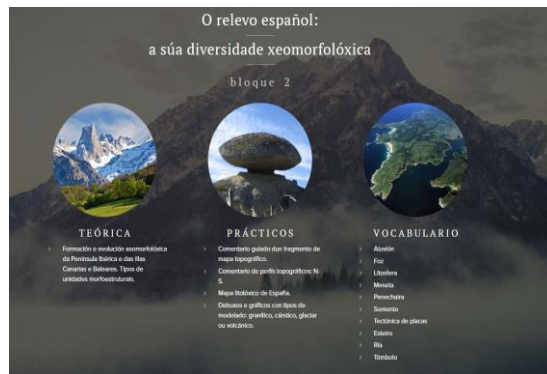 O relevo español:
a súa diversidade xeomorfolóxica
bloque 2
TEÓRICA
Formación e evolución xeomorfolóxica
da Península Ibérica e das illas
Canarias e Baleares. Tipos de
unidades morfoestruturais.
PRÁCTICOS
Comentario guiado dun fragmento de
mapa topográfico.
Comentario de perfís topográficos: N-
S.
Mapa litolóxico de España.
Debuxos e gráficos con tipos de
modelado: granítico, cárstico, glaciar
ou volcánico.
VOCABULARIO
Aluvión
Foz
Litosfera
Meseta
Penechaira
Somonte
Tectónica de placas
Esteiro
Ría
Tómbolo